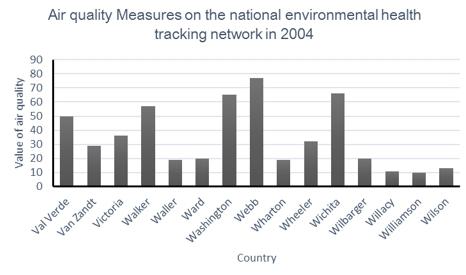 Air quality Measures on the national environmental health
tracking network in 2004
Value of air quality
90
80
70
60
50
40
30
20
10
0
Val Verde
Van Zandt
Victoria
Walker
Waller
Ward
Washington
Webb
Wharton
Wheeler
Wichita
Wilbarger
Willacy
Williamson
Wilson
Country